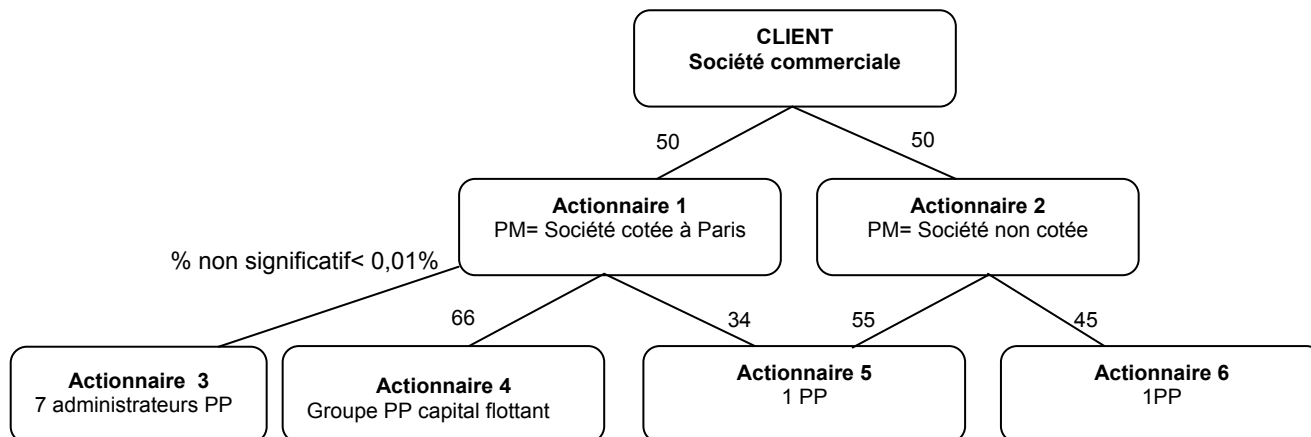 CLIENT
Société commerciale
50
50
Actionnaire 1
PM= Société cotée à Paris
Actionnaire 2
PM= Société non cotée
% non significatif< 0,01%
66
34
55
45
Actionnaire 3
7 administrateurs PP
Actionnaire 4
Groupe PP capital flottant
Actionnaire 5
1 PP
Actionnaire 6
1PP